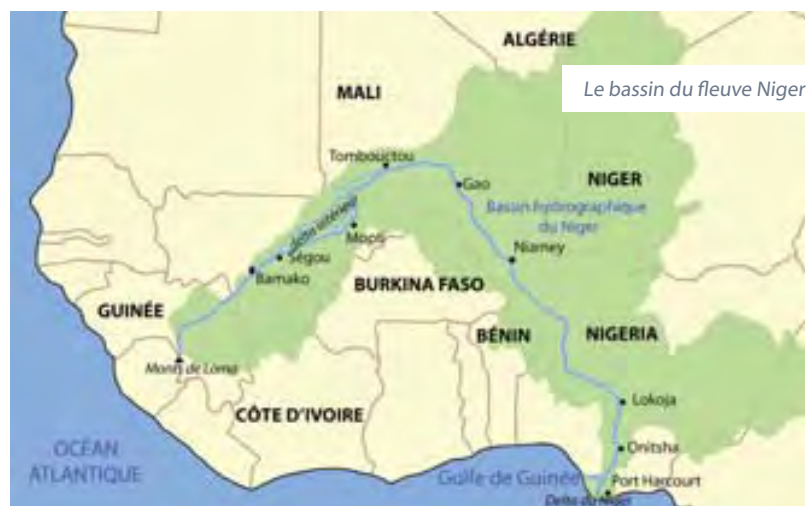 ALGÉRIE
Le bassin du fleuve Niger
MALI
Tombouctou
Gao
NIGER
Bassin hydrographique
du Niger
delta intérieur
Mopti
Ségou
Niamey
Bamako
BURKINA FASO
GUINÉE
BÉNIN
NIGERIA
Monts de Loma
Lokoja
CÔTE D'IVOIRE
OCÉAN
ATLANTIQUE
Onitsha
Golfe de Guinée
Port Harcourt
Delta du Niger